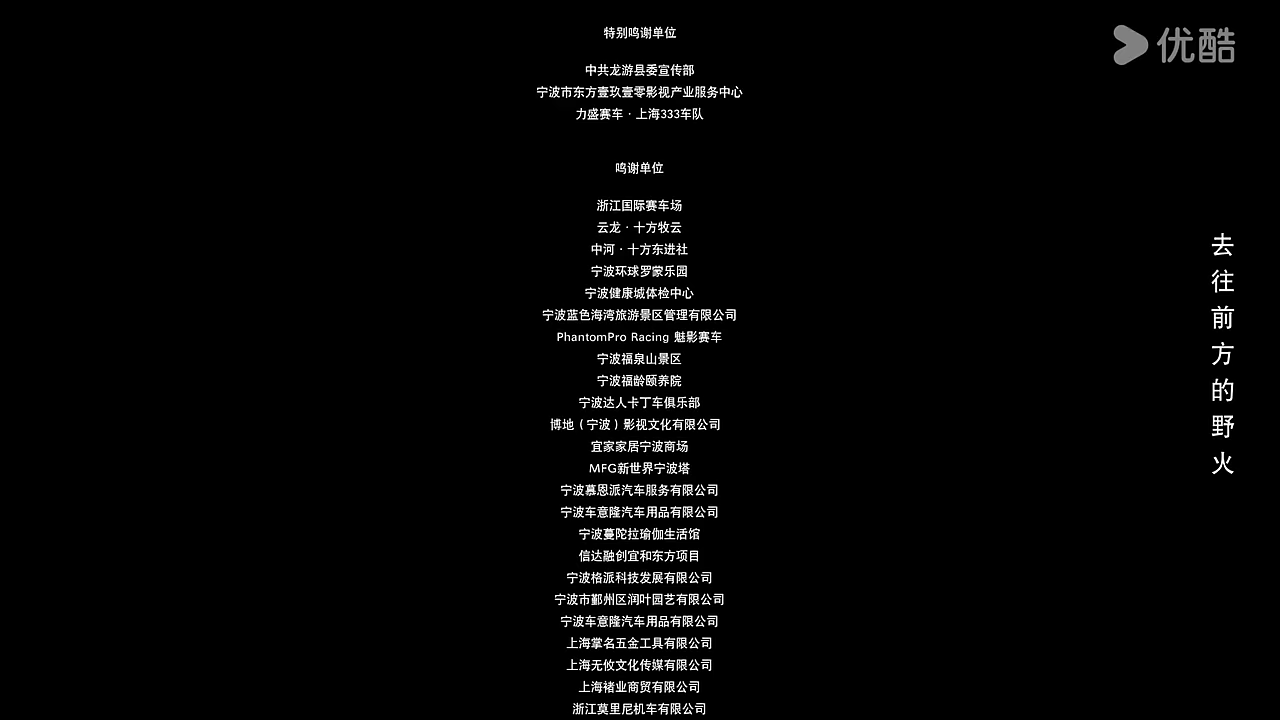 特别鸣谢单位
中共龙游县委宣传部
宁波市东方壹玖壹零影视产业服务中心
力盛赛车·上海333车队
鸣谢单位
浙江国际赛车场
云龙·十方牧云
中河·十方东进社
宁波环球罗蒙乐园
宁波健康城体检中心
宁波蓝色海湾旅游景区管理有限公司
PhantomPro Racing 魅影赛车
宁波福泉山景区
宁波福龄颐养院
宁波达人卡丁车俱乐部
博地（宁波）影视文化有限公司
宜家家居宁波商场
MFG新世界宁波塔
宁波慕恩派汽车服务有限公司
宁波车意隆汽车用品有限公司
宁波蔓陀拉瑜伽生活馆
信达融创宜和东方项目
宁波格派科技发展有限公司
宁波市鄞州区润叶园艺有限公司
宁波车意隆汽车用品有限公司
上海掌名五金工具有限公司
上海无攸文化传媒有限公司
上海褚业商贸有限公司
浙江莫里尼机车有限公司
优酷
去往前方的野火